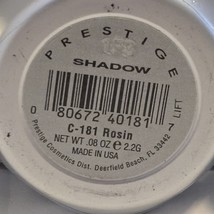 PRESTIGE
SHADOW
0 80672 40181 7
LIFT
C-181 Rosin
NET WT .08 OZ ℮ 2.2G
MADE IN USA
Prestige Cosmetics Dist. Deerfield Beach, FL 33442